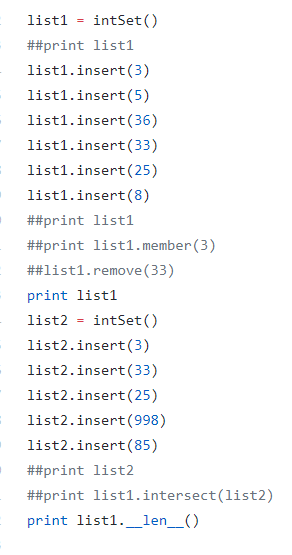 list1 = intSet()
##print list1
list1.insert(3)
list1.insert(5)
list1.insert(36)
list1.insert(33)
list1.insert(25)
list1.insert(8)
##print list1
##print list1.member(3)
##list1.remove(33)
print list1
list2 = intSet()
list2.insert(3)
list2.insert(33)
list2.insert(25)
list2.insert(998)
list2.insert(85)
##print list2
##print list1.intersect(list2)
print list1.__len__()